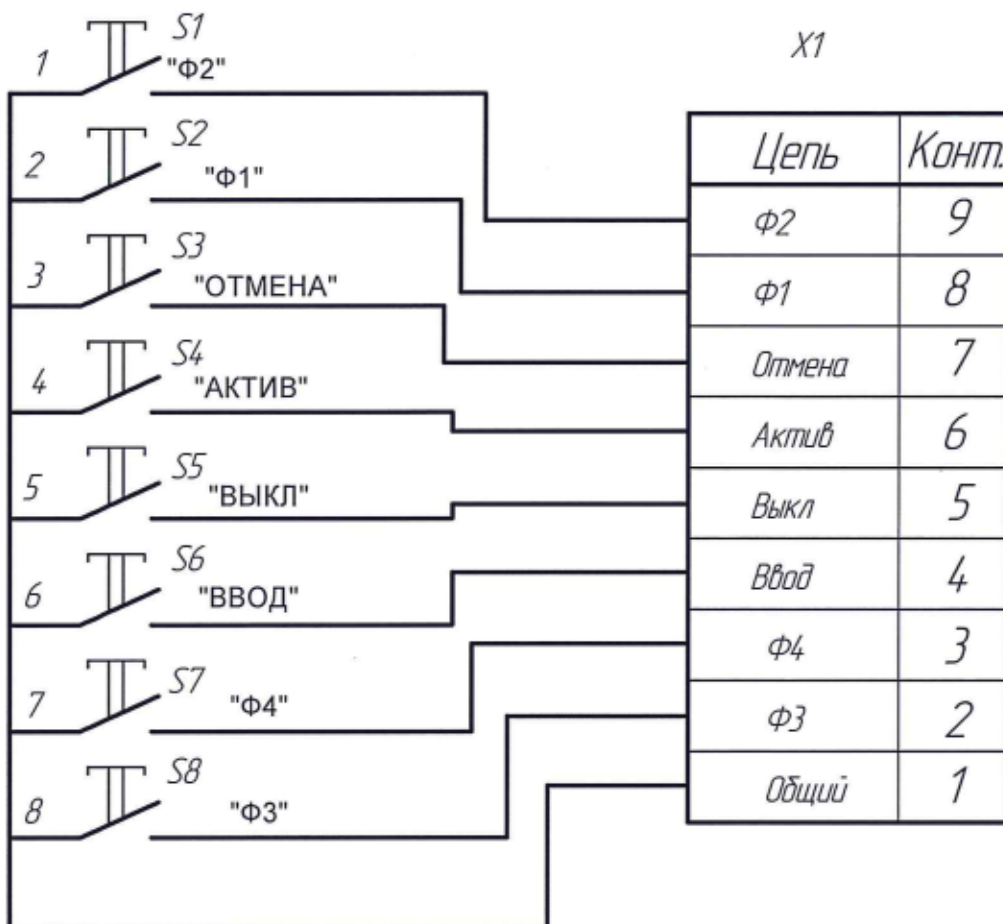 1 S1
"Ф2"
2 S2
"Ф1"
3 S3
"ОТМЕНА"
4 S4
"АКТИВ"
5 S5
"ВЫКЛ"
6 S6
"ВВОД"
7 S7
"Ф4"
8 S8
"Ф3"
X1
Цепь Конт.
Ф2 9
Ф1 8
Отмена 7
Актив 6
Выкл 5
Ввод 4
Ф4 3
Ф3 2
Общий 1